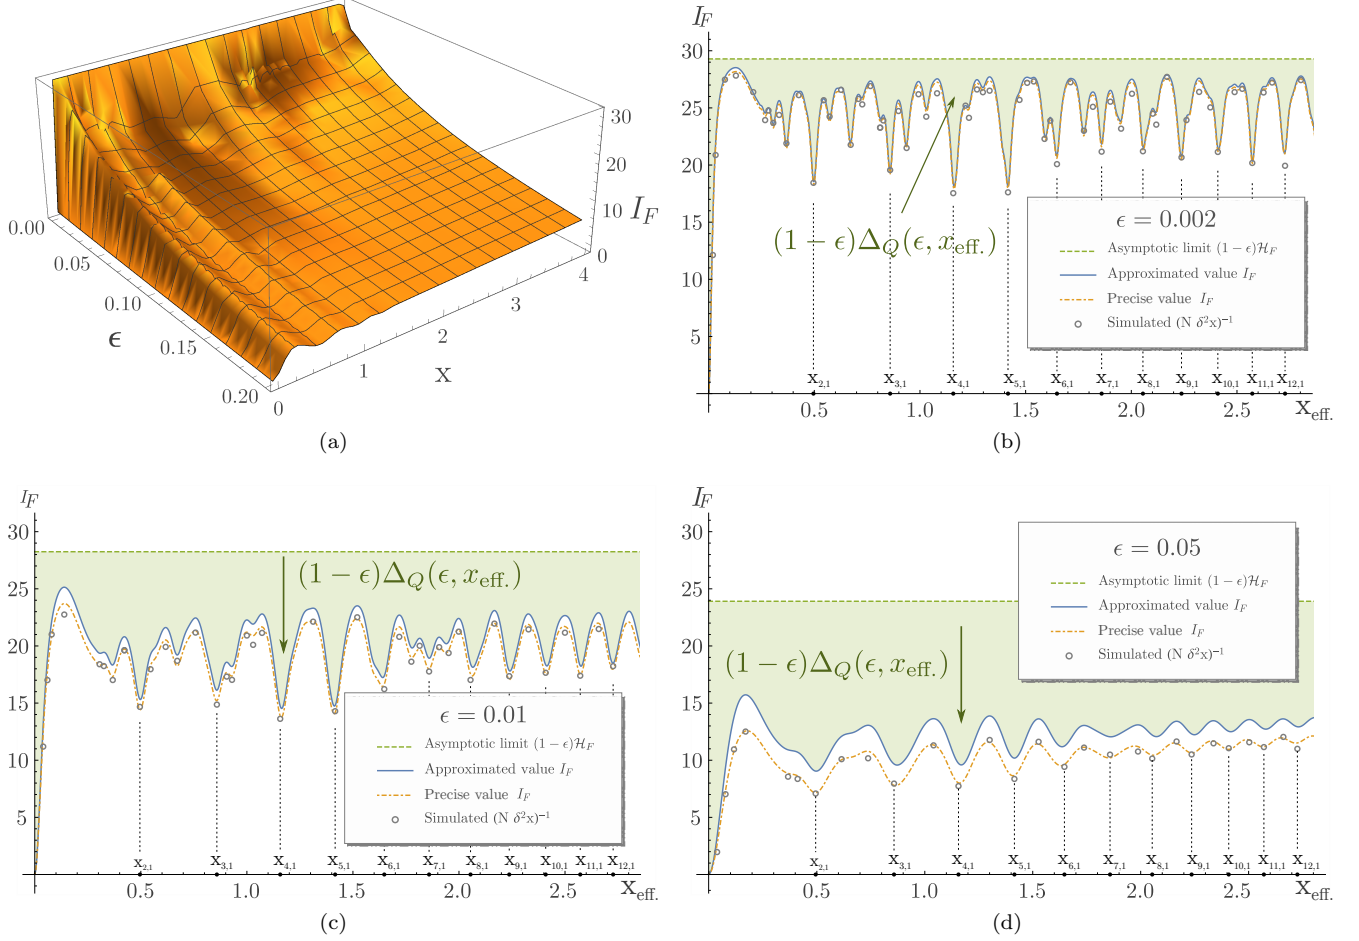 30
20
10
0
I_F
0.00
0.05
0.10
0.15
0.20
ϵ
0
1
2
3
4
x
(a)
I_F
30
25
20
15
10
5
(1 − ϵ)Δ_Q(ϵ, x_eff.)
ϵ = 0.002
Asymptotic limit (1 − ϵ)ℋ_F
Approximated value I_F
Precise value I_F
Simulated (N δ²x)⁻¹
x_2,1 x_3,1 x_4,1 x_5,1 x_6,1 x_7,1 x_8,1 x_9,1 x_10,1 x_11,1 x_12,1
0.5 1.0 1.5 2.0 2.5 x_eff.
(b)
I_F
30
25
20
15
10
5
(1 − ϵ)Δ_Q(ϵ, x_eff.)
ϵ = 0.01
Asymptotic limit (1 − ϵ)ℋ_F
Approximated value I_F
Precise value I_F
Simulated (N δ²x)⁻¹
x_2,1 x_3,1 x_4,1 x_5,1 x_6,1 x_7,1 x_8,1 x_9,1 x_10,1 x_11,1 x_12,1
0.5 1.0 1.5 2.0 2.5 x_eff.
(c)
I_F
30
25
20
15
10
5
ϵ = 0.05
Asymptotic limit (1 − ϵ)ℋ_F
Approximated value I_F
Precise value I_F
Simulated (N δ²x)⁻¹
(1 − ϵ)Δ_Q(ϵ, x_eff.)
x_2,1 x_3,1 x_4,1 x_5,1 x_6,1 x_7,1 x_8,1 x_9,1 x_10,1 x_11,1 x_12,1
0.5 1.0 1.5 2.0 2.5 x_eff.
(d)